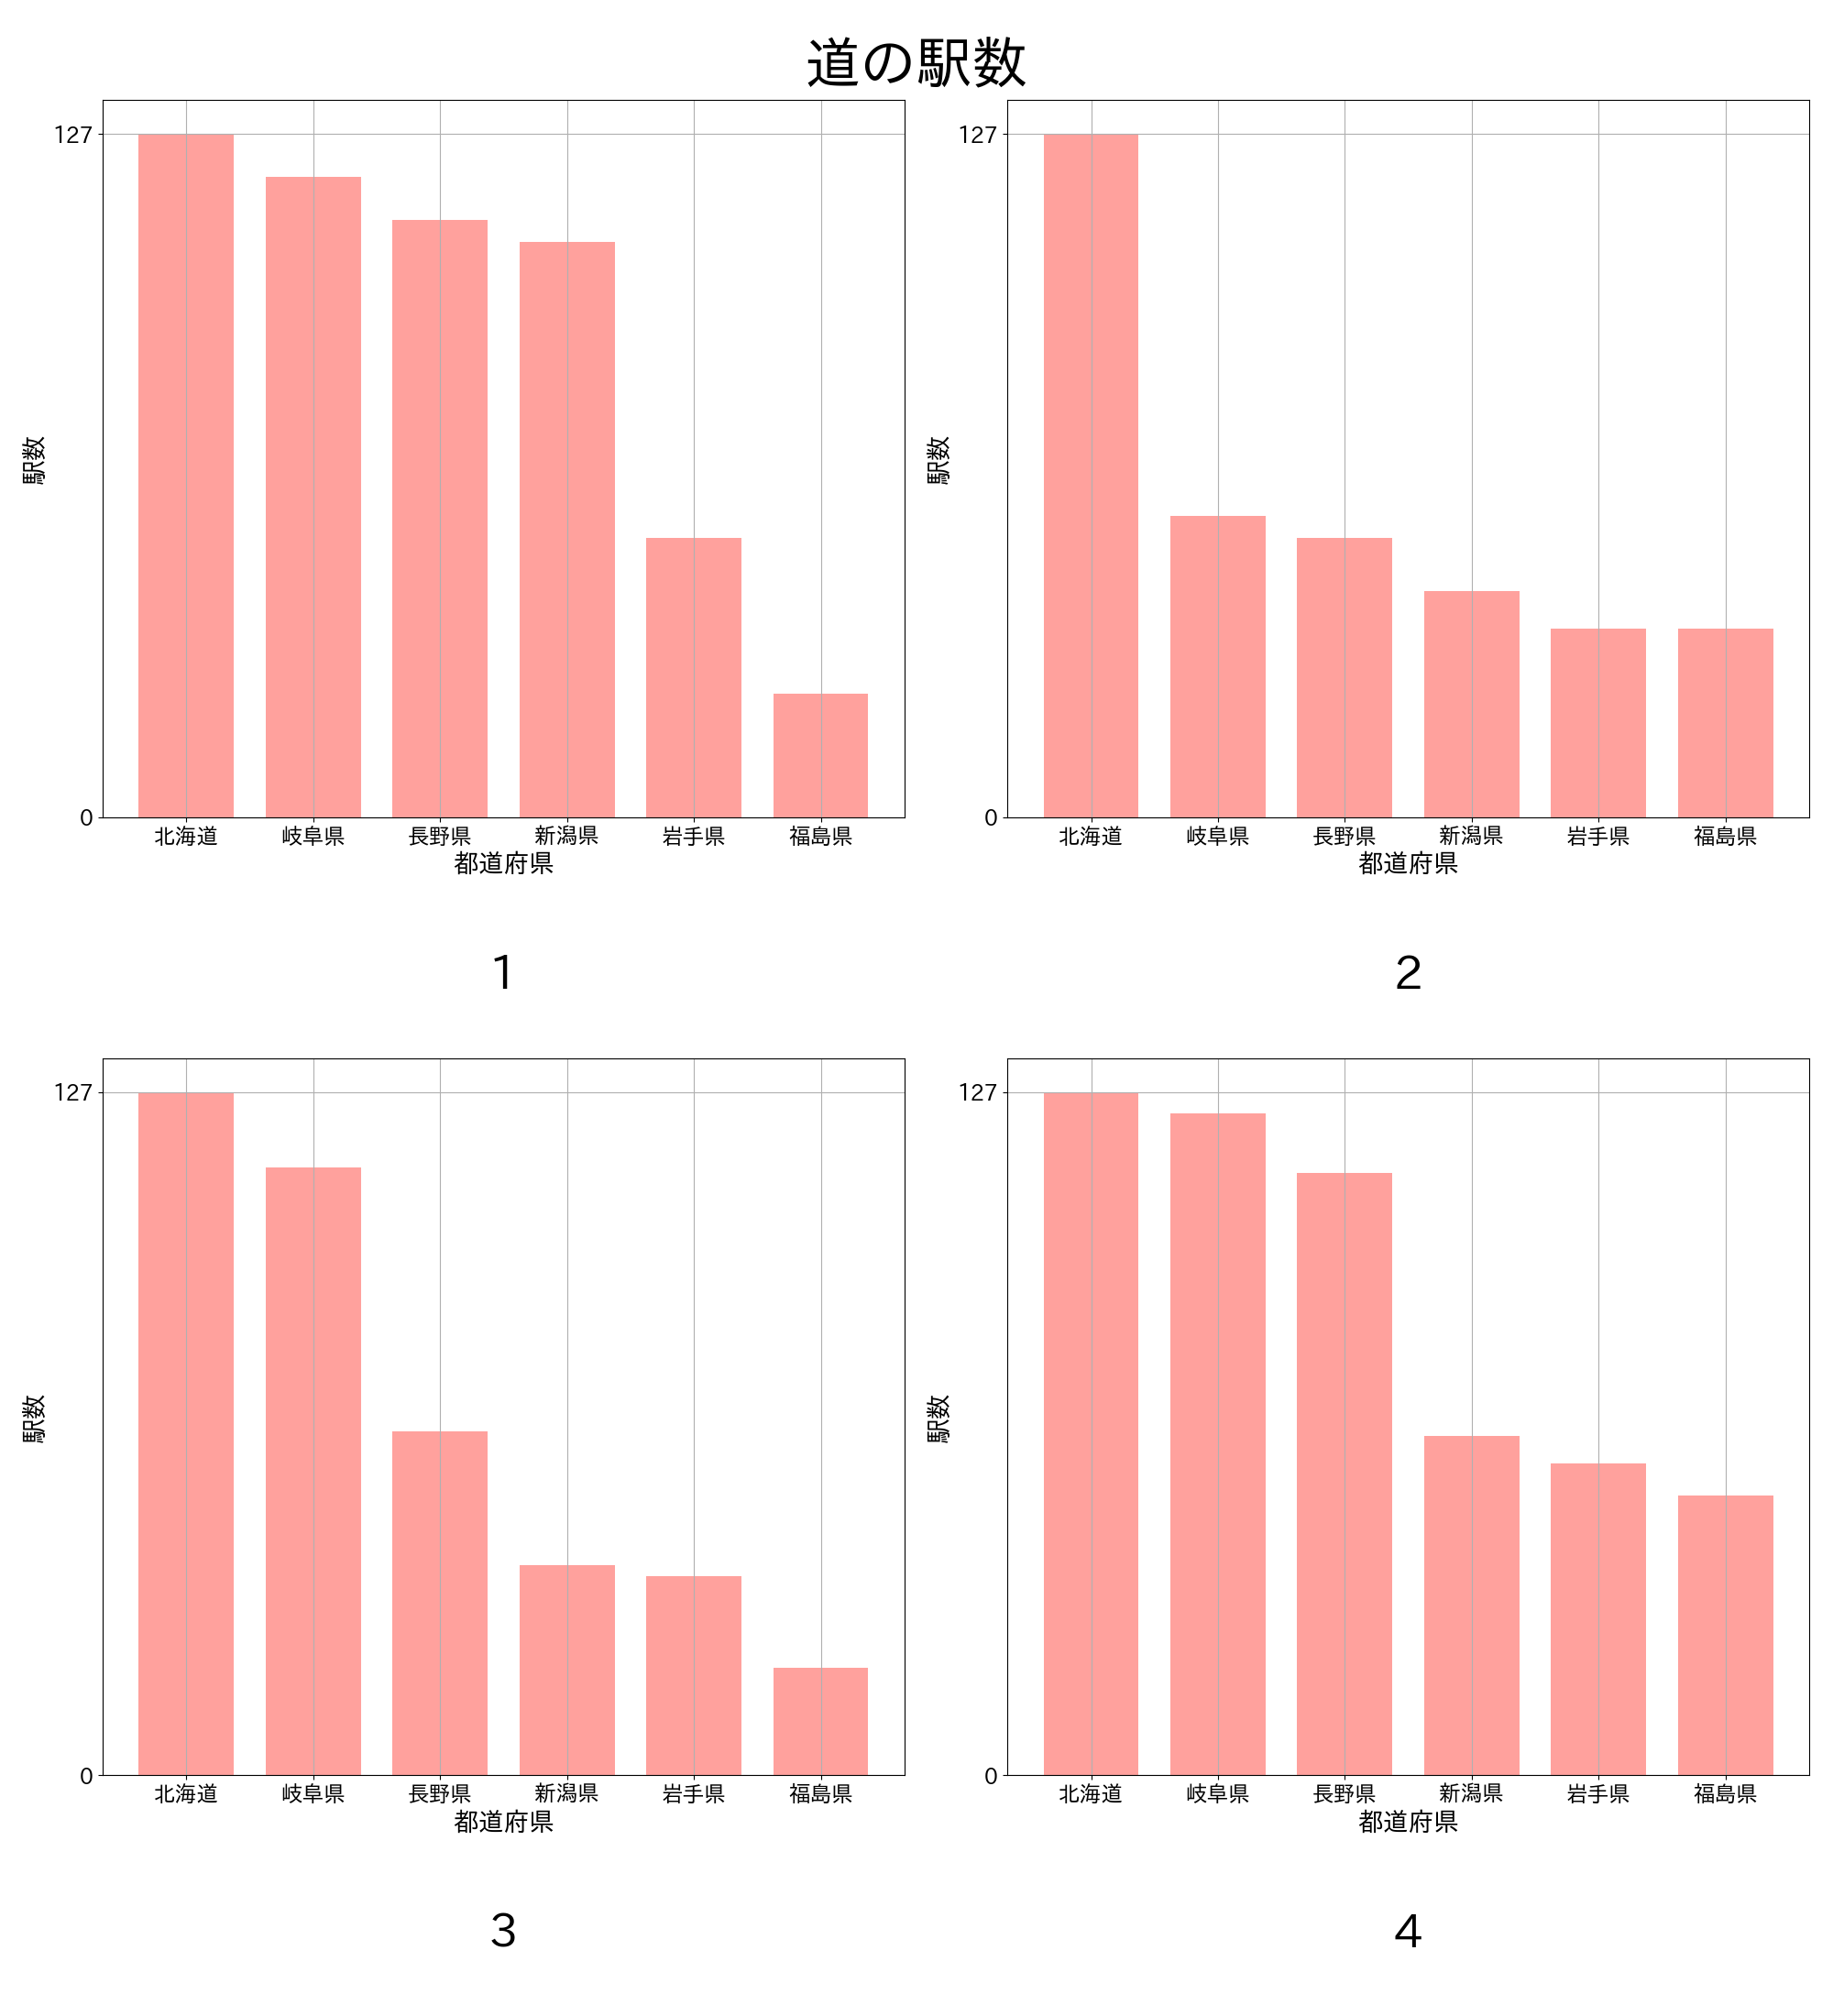 道の駅数
127
0
駅数
北海道 岐阜県 長野県 新潟県 岩手県 福島県
都道府県
1
127
0
駅数
北海道 岐阜県 長野県 新潟県 岩手県 福島県
都道府県
2
127
0
駅数
北海道 岐阜県 長野県 新潟県 岩手県 福島県
都道府県
3
127
0
駅数
北海道 岐阜県 長野県 新潟県 岩手県 福島県
都道府県
4